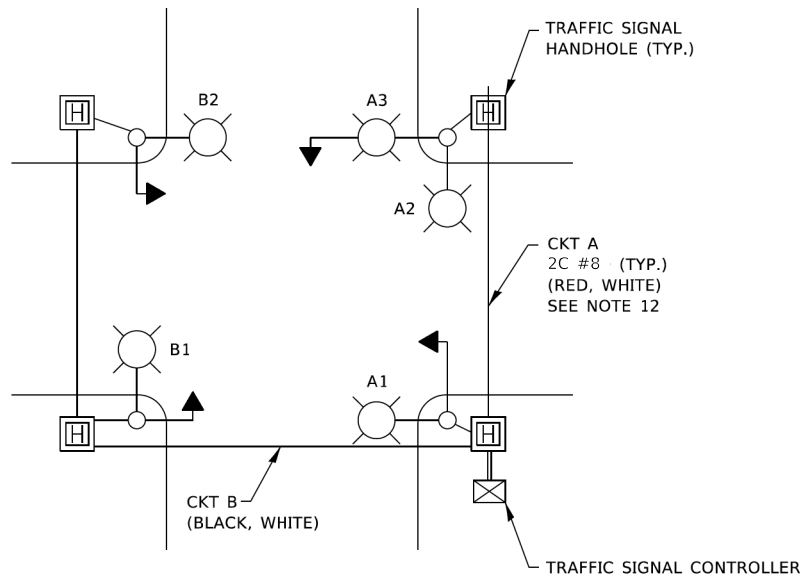 TRAFFIC SIGNAL
HANDHOLE (TYP.)
B2
A3
H
H
A2
CKT A
2C #8 (TYP.)
(RED, WHITE)
SEE NOTE 12
B1
A1
H
H
CKT B
(BLACK, WHITE)
TRAFFIC SIGNAL CONTROLLER